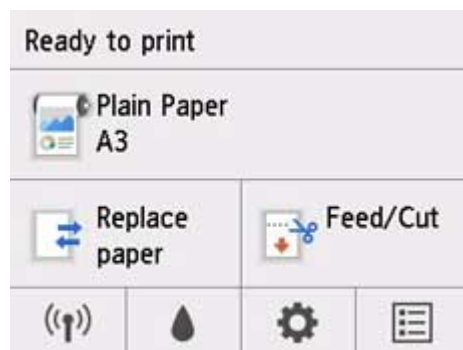 Ready to print
Plain Paper
A3
Replace
paper
Feed/Cut